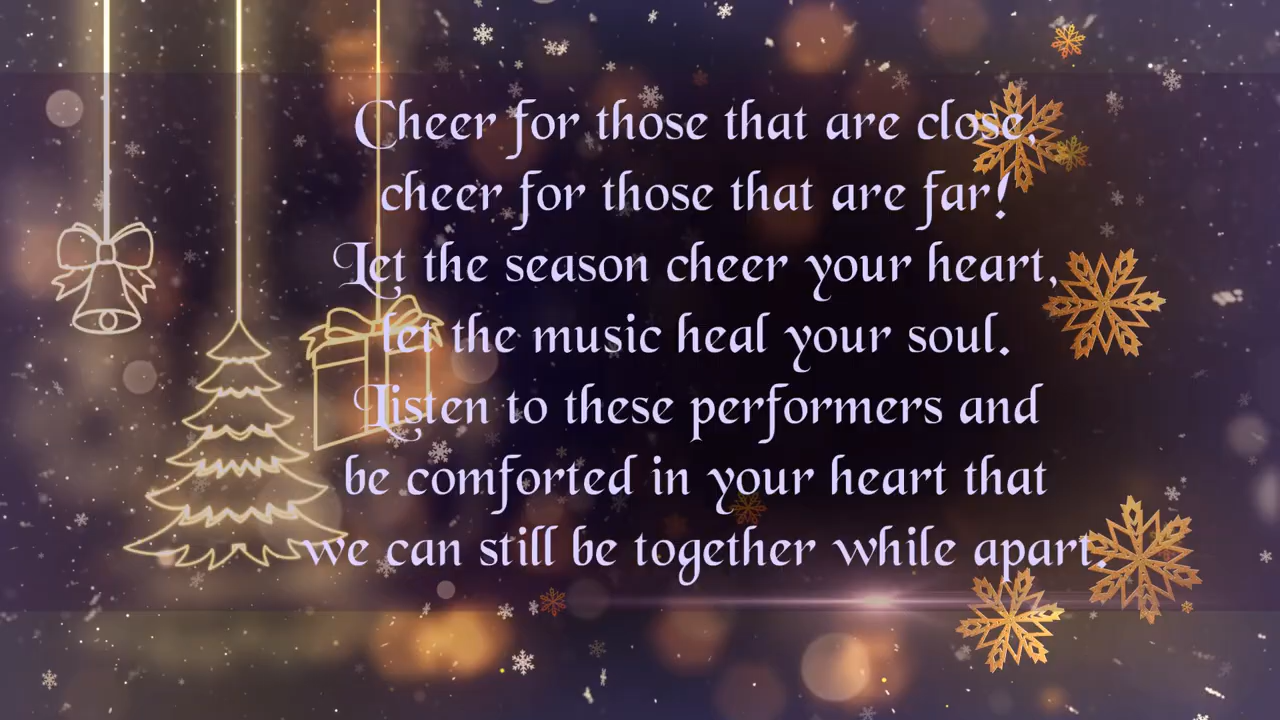 Cheer for those that are close,
cheer for those that are far!
Let the season cheer your heart,
let the music heal your soul.
Listen to these performers and
be comforted in your heart that
we can still be together while apart.